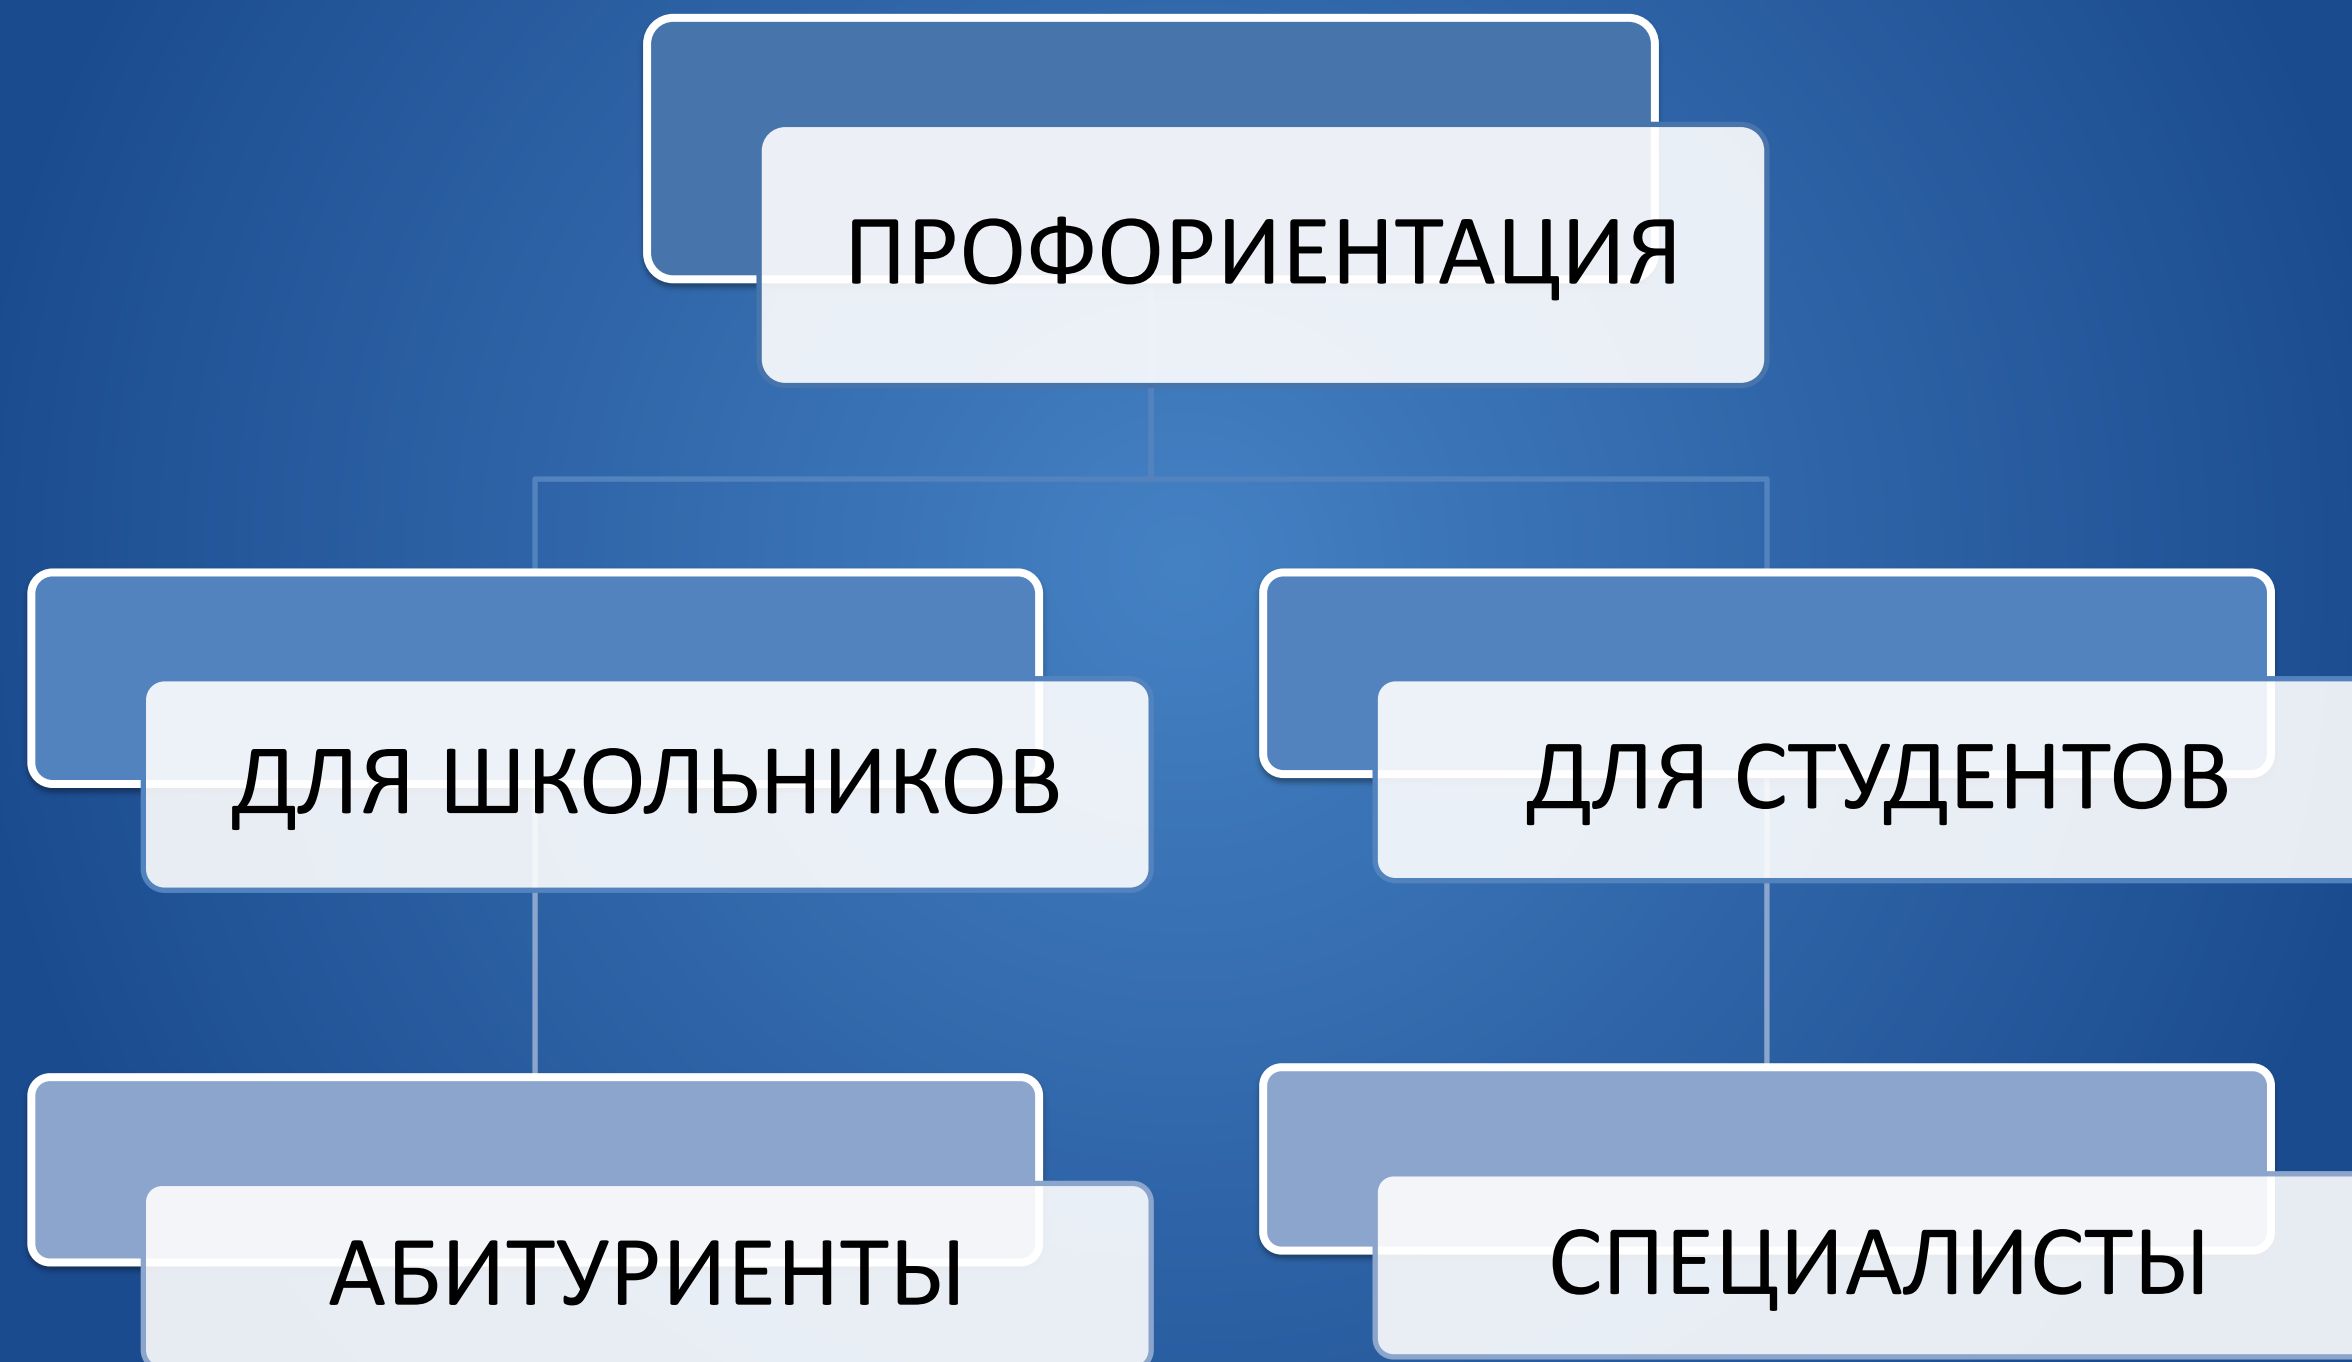 ПРОФОРИЕНТАЦИЯ
ДЛЯ ШКОЛЬНИКОВ
ДЛЯ СТУДЕНТОВ
АБИТУРИЕНТЫ
СПЕЦИАЛИСТЫ